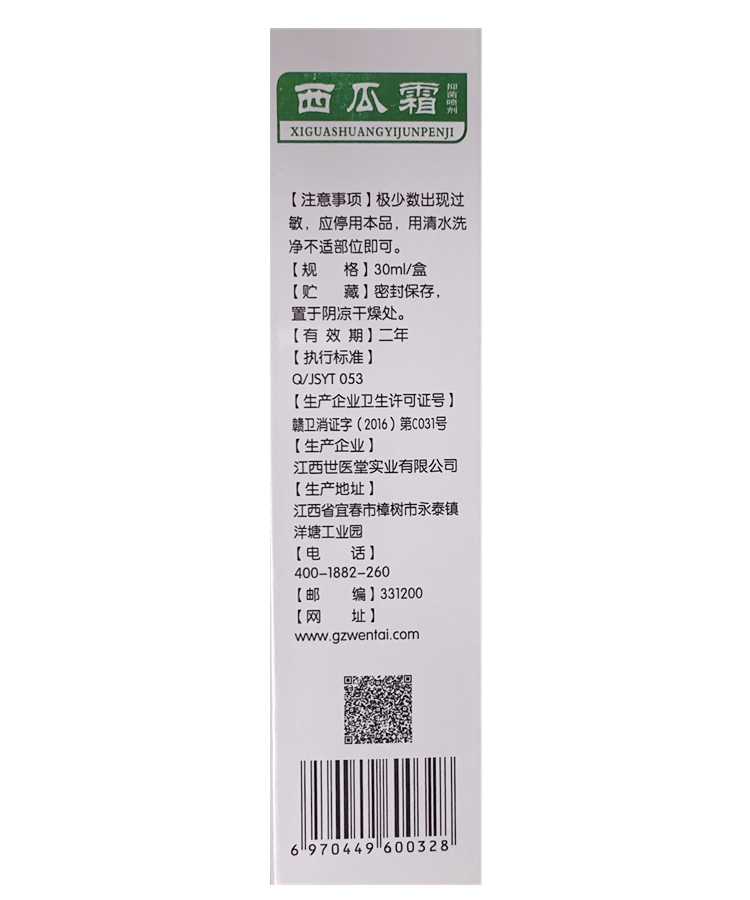 西瓜霜 抑菌喷剂
XIGUASHUANGYIJUNPENJI
【注意事项】极少数出现过
敏，应停用本品，用清水洗
净不适部位即可。
【规 格】30ml/盒
【贮 藏】密封保存，
置于阴凉干燥处。
【有 效 期】二年
【执行标准】
Q/JSYT 053
【生产企业卫生许可证号】
赣卫消证字（2016）第C031号
【生产企业】
江西世医堂实业有限公司
【生产地址】
江西省宜春市樟树市永泰镇
洋塘工业园
【电 话】
400-1882-260
【邮 编】331200
【网 址】
www.gzwentai.com
6 970449 600328